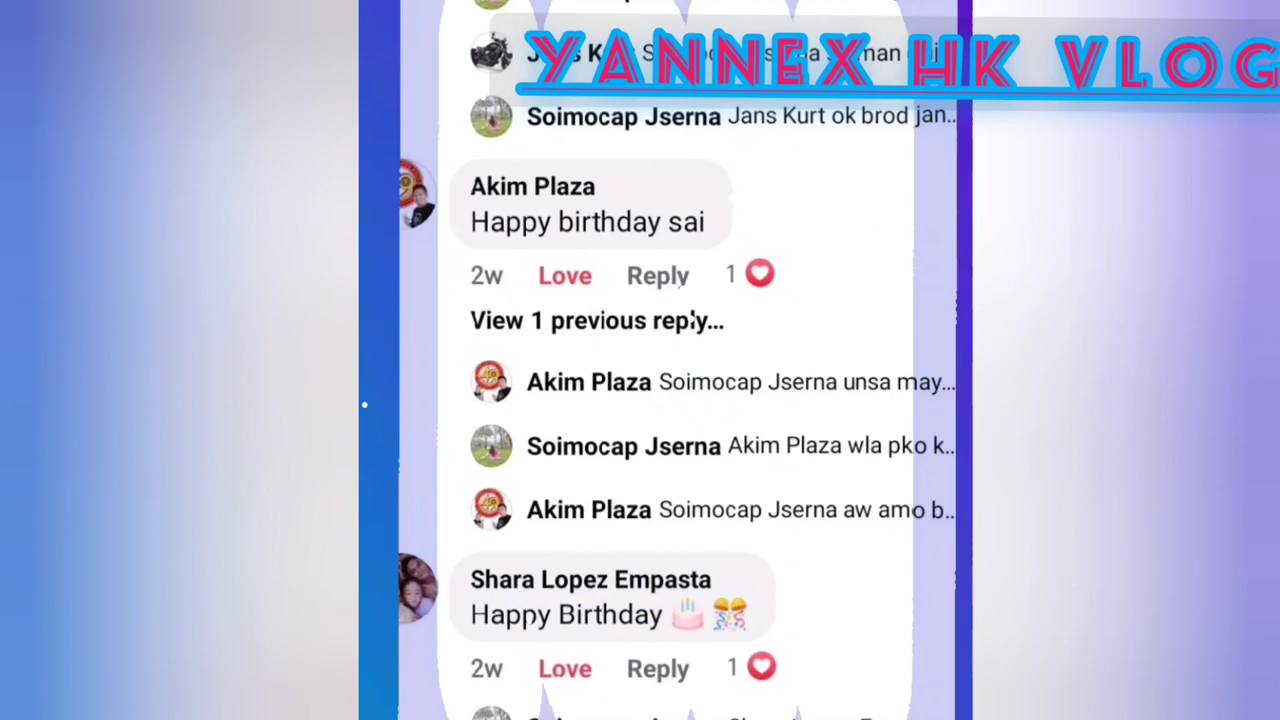 YANNEX HK VLOG
Soimocap Jserna Jans Kurt ok brod jan..
Akim Plaza
Happy birthday sai
2w Love Reply 1
View 1 previous reply...
Akim Plaza Soimocap Jserna unsa may...
Soimocap Jserna Akim Plaza wla pko k..
Akim Plaza Soimocap Jserna aw amo b..
Shara Lopez Empasta
Happy Birthday 🎂 🎊
2w Love Reply 1